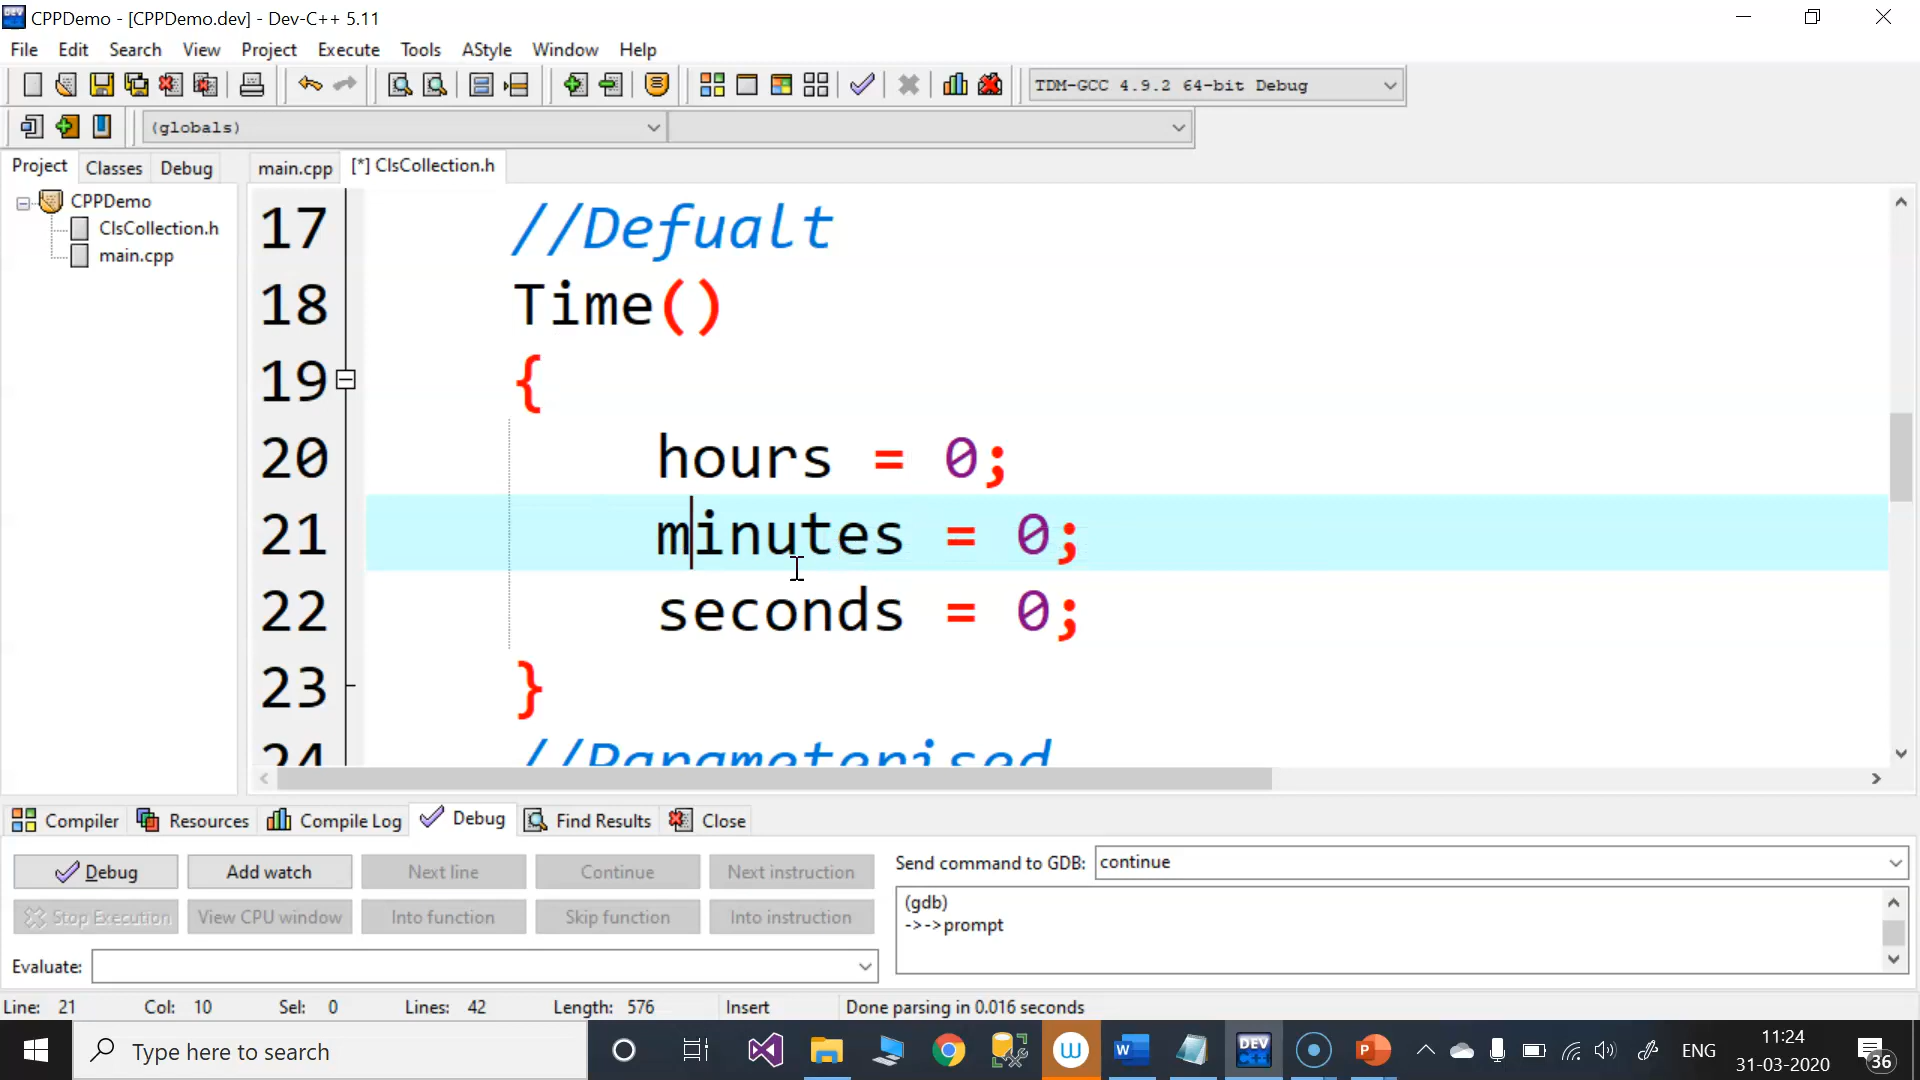 CPPDemo - [CPPDemo.dev] - Dev-C++ 5.11
File Edit Search View Project Execute Tools AStyle Window Help
TDM-GCC 4.9.2 64-bit Debug
(globals)
Project Classes Debug main.cpp [*] ClsCollection.h
CPPDemo
ClsCollection.h
main.cpp
17 //Defualt
18 Time()
19 {
20 hours = 0;
21 minutes = 0;
22 seconds = 0;
23 }
24 //Parameterised
Compiler Resources Compile Log Debug Find Results Close
Debug Add watch Next line Continue Next instruction
Stop Execution View CPU window Into function Skip function Into instruction
Evaluate:
Send command to GDB: continue
(gdb)
->->prompt
Line: 21 Col: 10 Sel: 0 Lines: 42 Length: 576 Insert Done parsing in 0.016 seconds
Type here to search
W
W
DEV
C++
P
ENG
11:24
31-03-2020
36